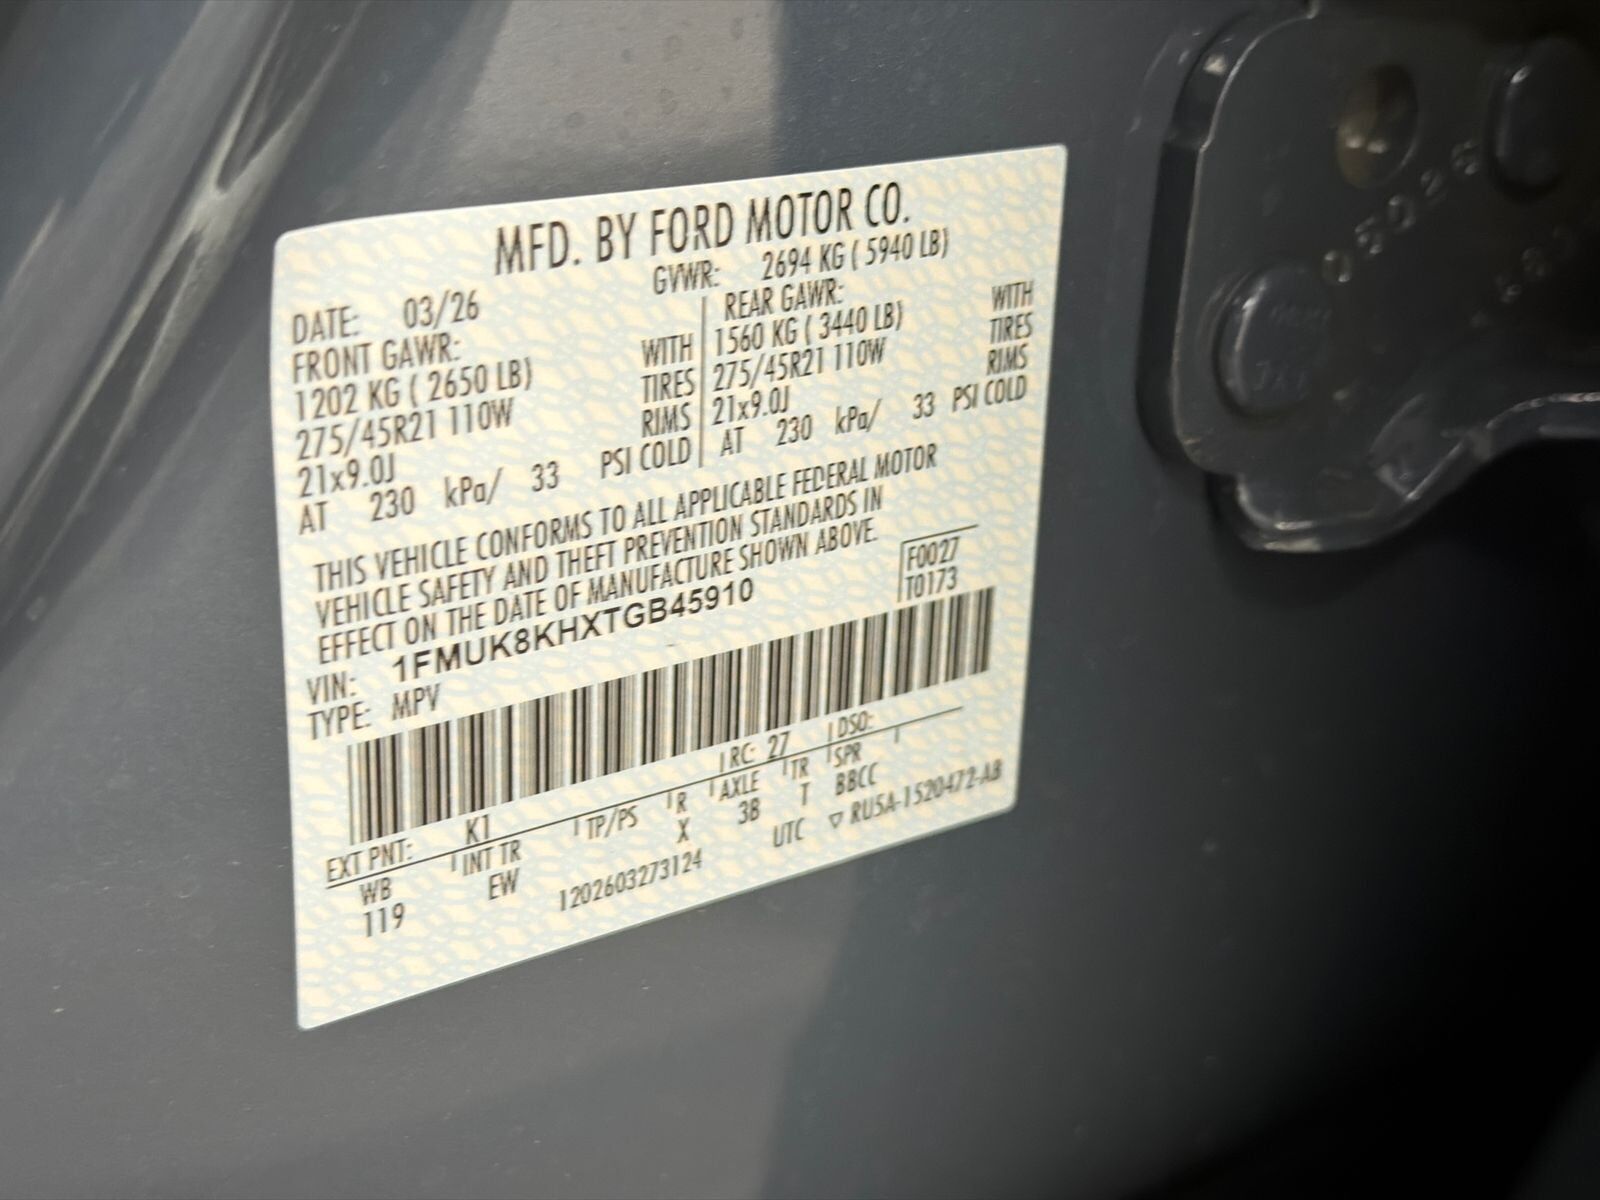 MFD. BY FORD MOTOR CO.
DATE: 03/26 GVWR: 2694 KG ( 5940 LB)
FRONT GAWR: REAR GAWR:
1202 KG ( 2650 LB) WITH 1560 KG ( 3440 LB) WITH
275/45R21 110W TIRES 275/45R21 110W TIRES
21x9.0J RIMS 21x9.0J RIMS
AT 230 kPa/ 33 PSI COLD AT 230 kPa/ 33 PSI COLD
THIS VEHICLE CONFORMS TO ALL APPLICABLE FEDERAL MOTOR
VEHICLE SAFETY AND THEFT PREVENTION STANDARDS IN
EFFECT ON THE DATE OF MANUFACTURE SHOWN ABOVE.
VIN: 1FMUK8KHXTGB45910 F0027
TYPE: MPV T0173
EXT PNT: K1 RC: 27 DSO:
WB INT TR TP/PS R AXLE TR SPR
119 EW X 3B T BBCC
1202603273124 UTC ▽ RU5A-1520472-AB